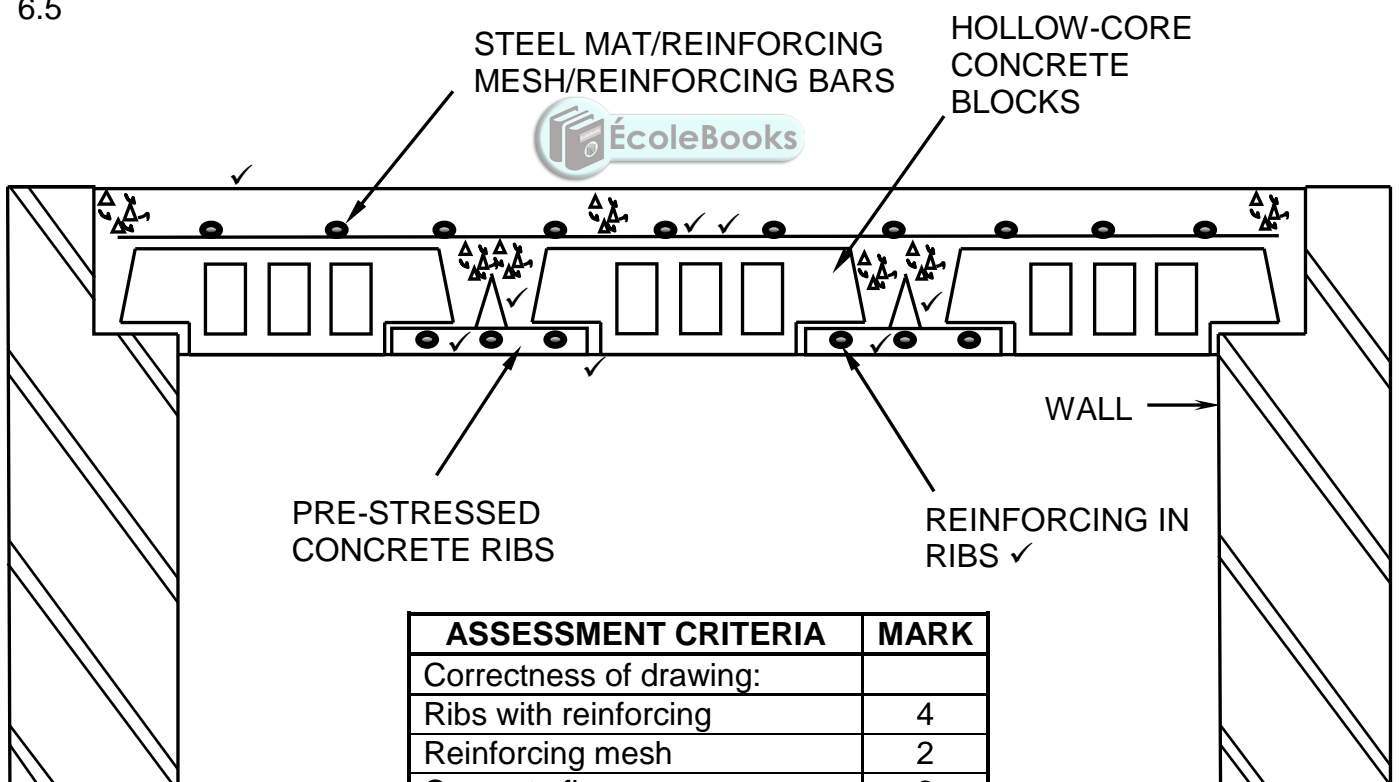 6.5
STEEL MAT/REINFORCING
MESH/REINFORCING BARS
HOLLOW-CORE
CONCRETE
BLOCKS
ÉcoleBooks
WALL
PRE-STRESSED
CONCRETE RIBS
REINFORCING IN
RIBS ✓
ASSESSMENT CRITERIA MARK
Correctness of drawing:
Ribs with reinforcing 4
Reinforcing mesh 2